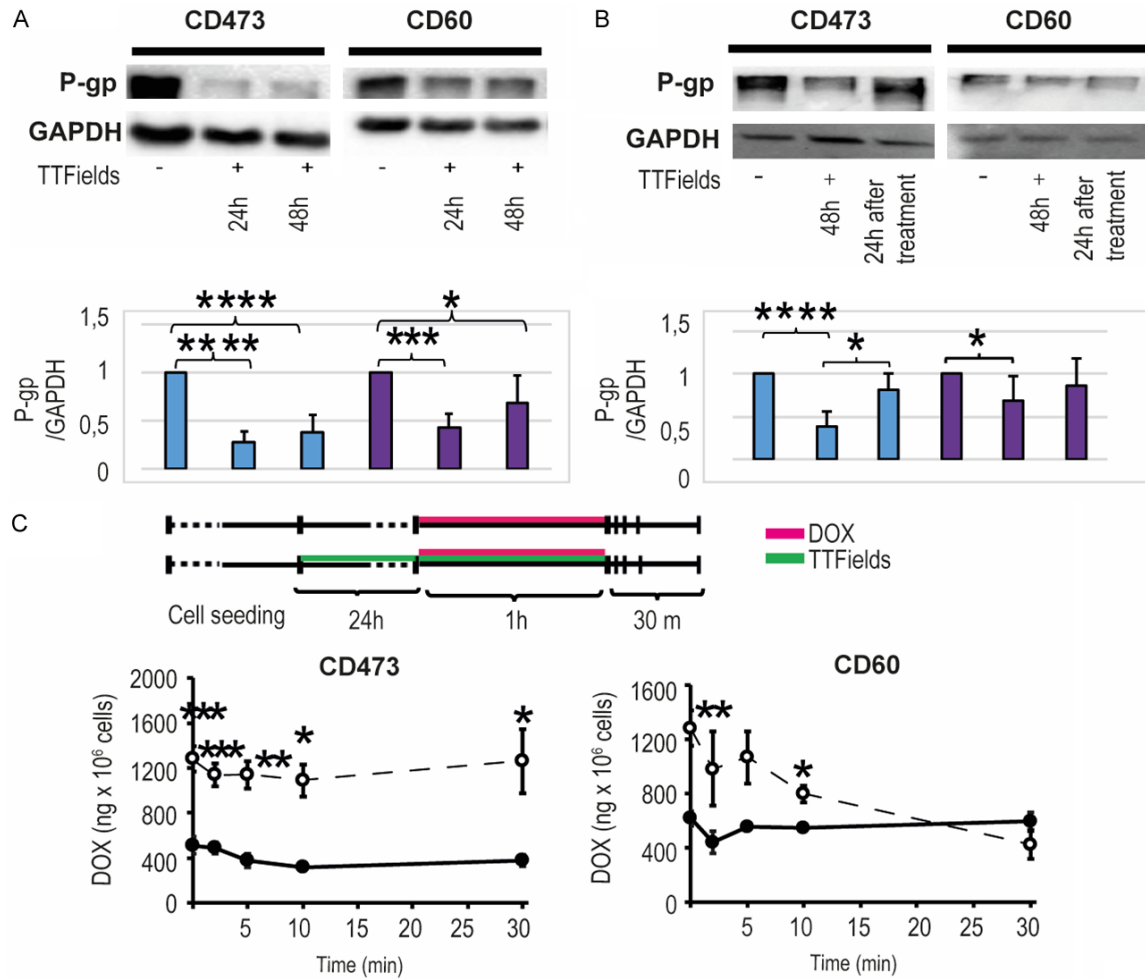 A
CD473
CD60
P-gp
GAPDH
TTFields
- + + - + +
24h
48h
24h
48h
P-gp
/GAPDH
1,5
1
0,5
0
**** **** *** *
B
CD473
CD60
P-gp
GAPDH
TTFields
- + - +
48h
24h after
treatment
48h
24h after
treatment
P-gp
/GAPDH
1,5
1
0,5
0
**** * *
C
DOX
TTFields
Cell seeding
24h
1h
30 m
CD473
DOX (ng x 10⁶ cells)
2000
1600
1200
800
400
0
*** *** ** * *
5 10 15 20 25 30
Time (min)
CD60
DOX (ng x 10⁶ cells)
1600
1200
800
400
0
** *
5 10 15 20 25 30
Time (min)